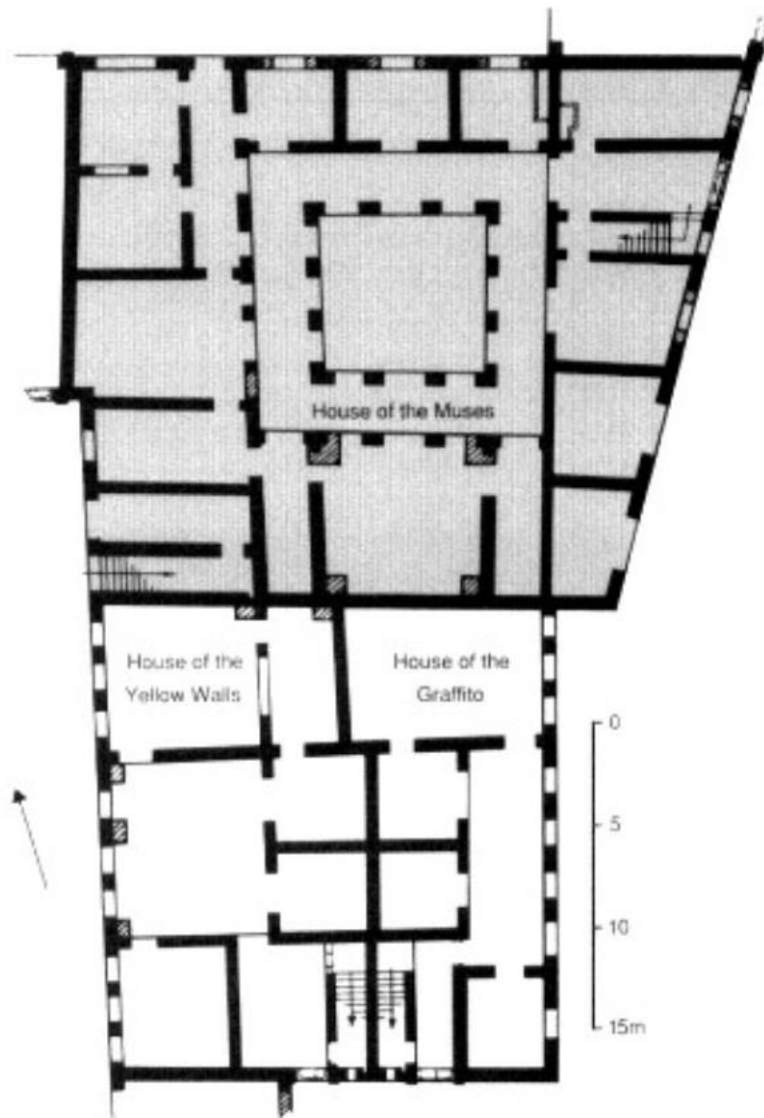 House of the Muses
House of the
Yellow Walls
House of the
Graffito
0
5
10
15m